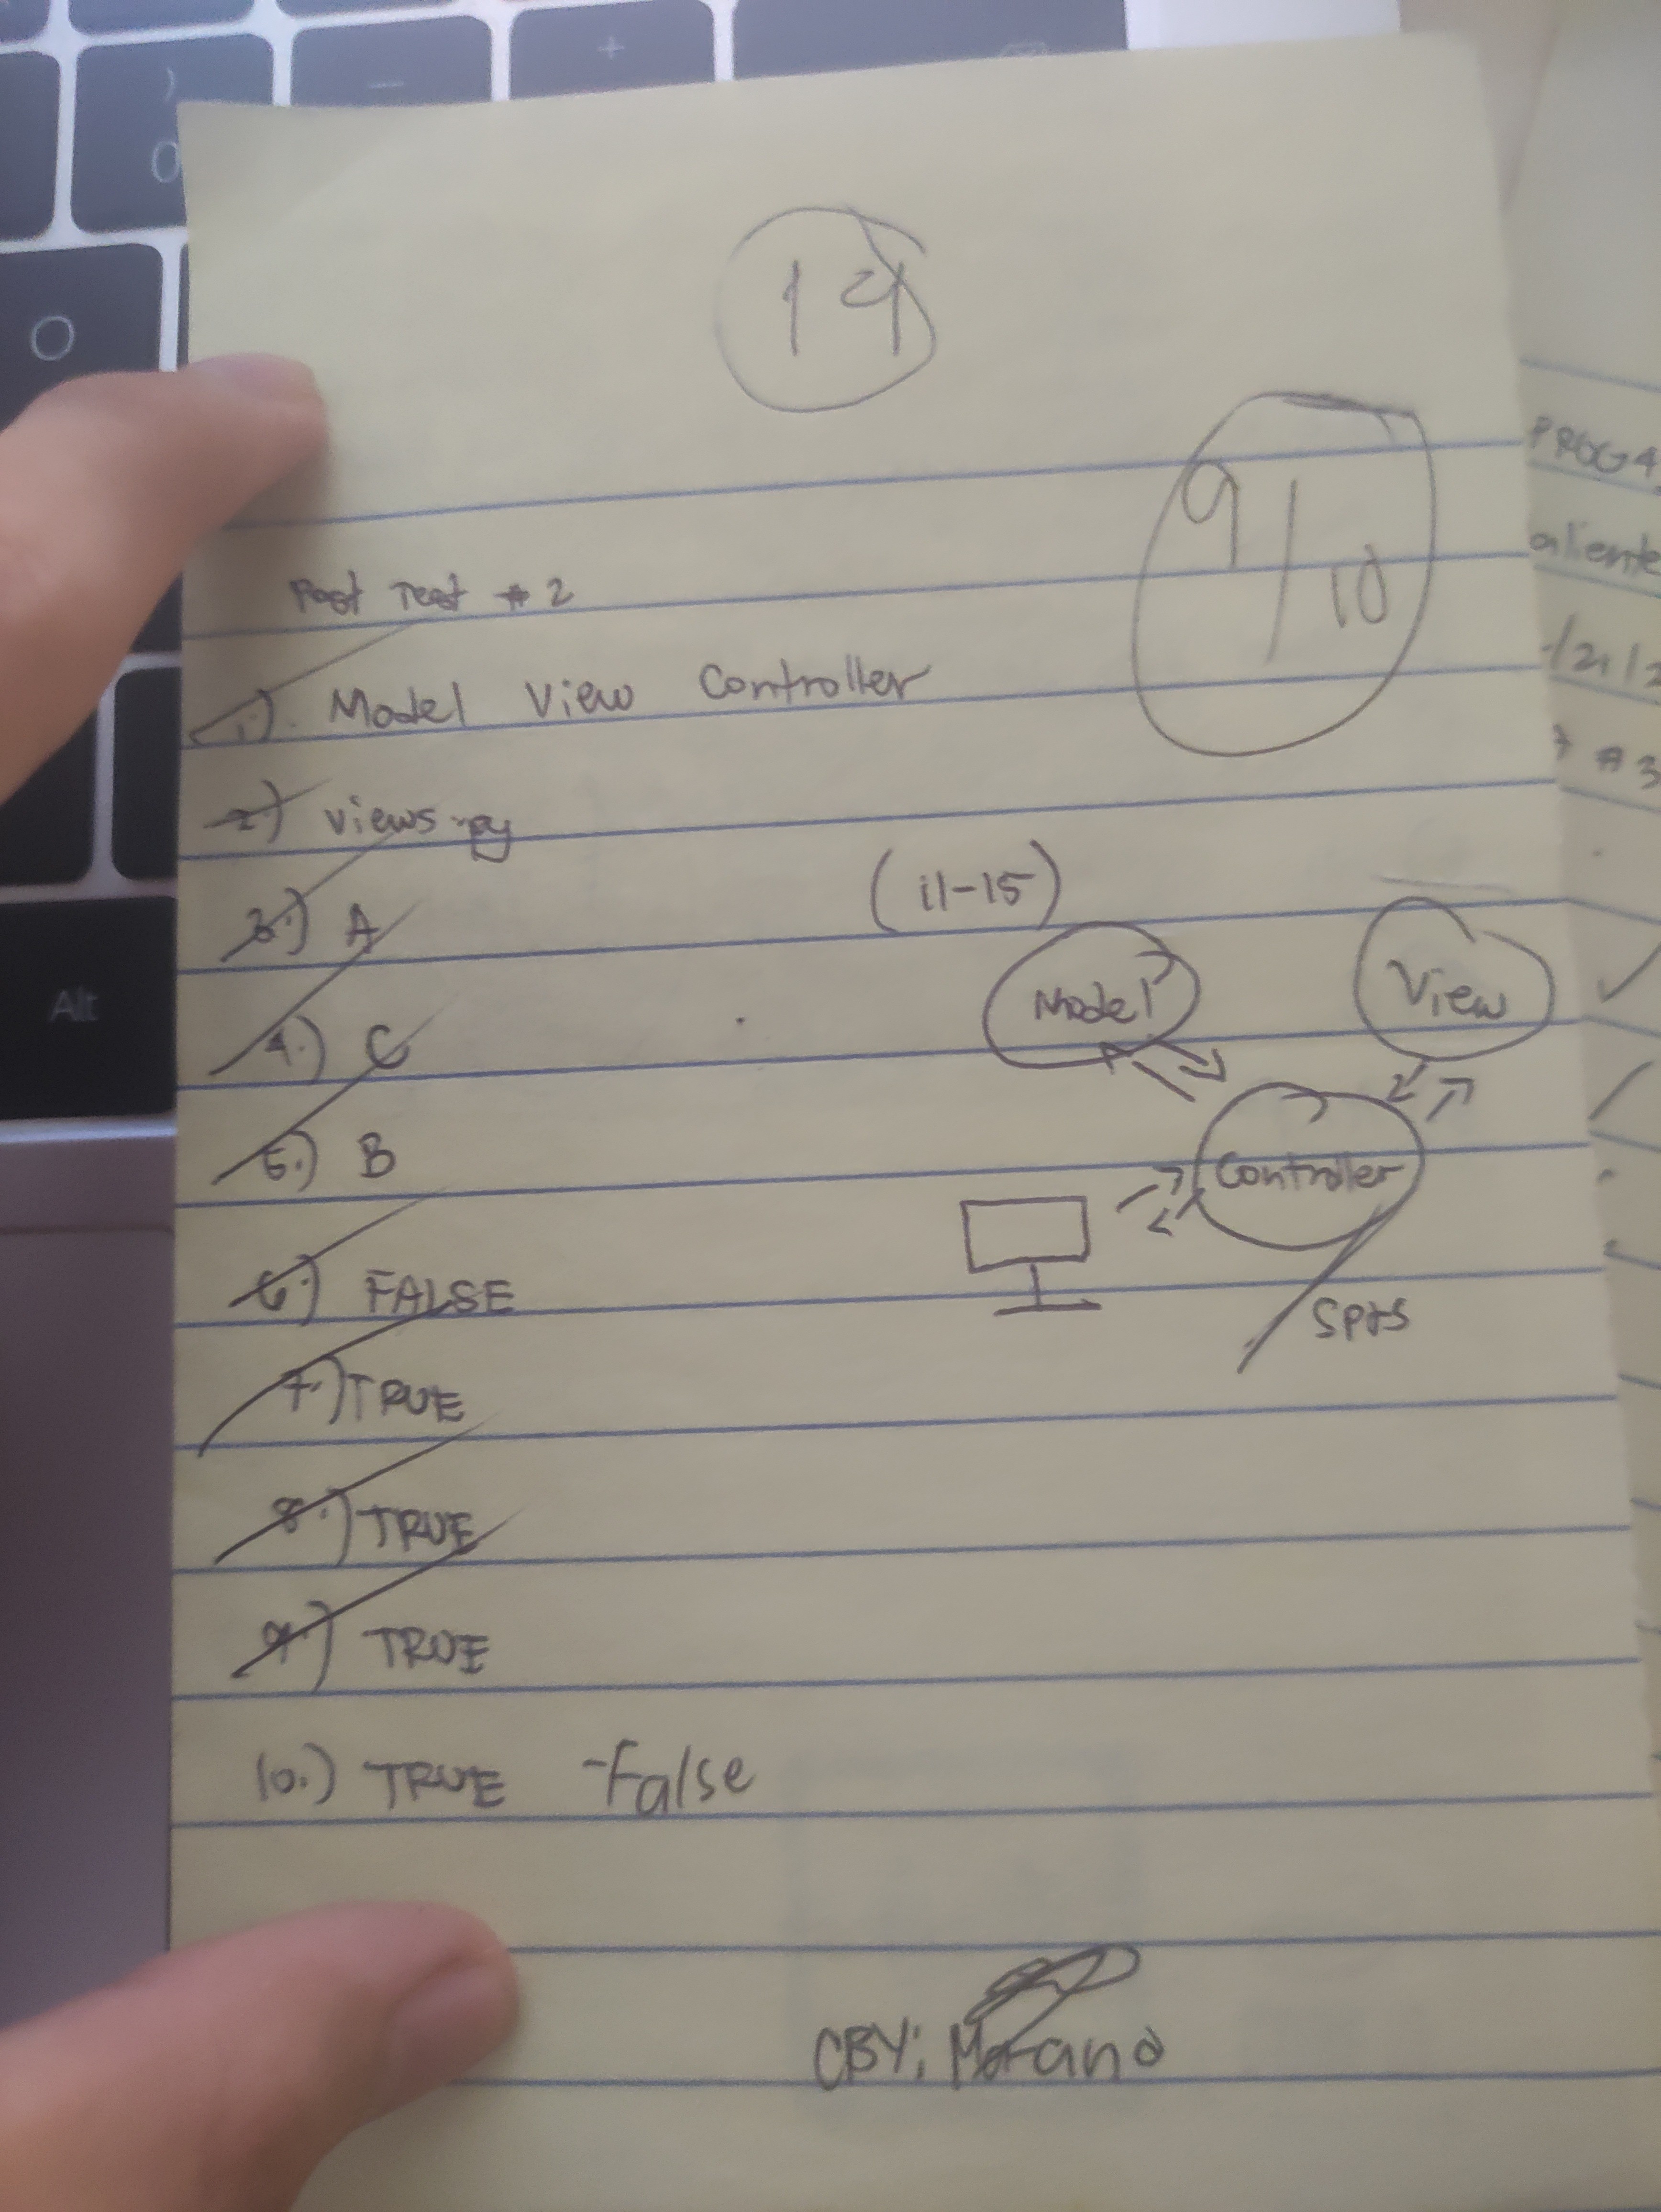 )
0
-
+
O
Alt
14
9/10
Post Test # 2
1.) Model View Controller
2.) views.py
3.) A
(11-15)
Model
View
4.) C
Controller
5.) B
6.) FALSE
5pts
7.) TRUE
8.) TRUE
9.) TRUE
10.) TRUE -False
CBY: Morano
PROG4
aliente
/21/2
# 3